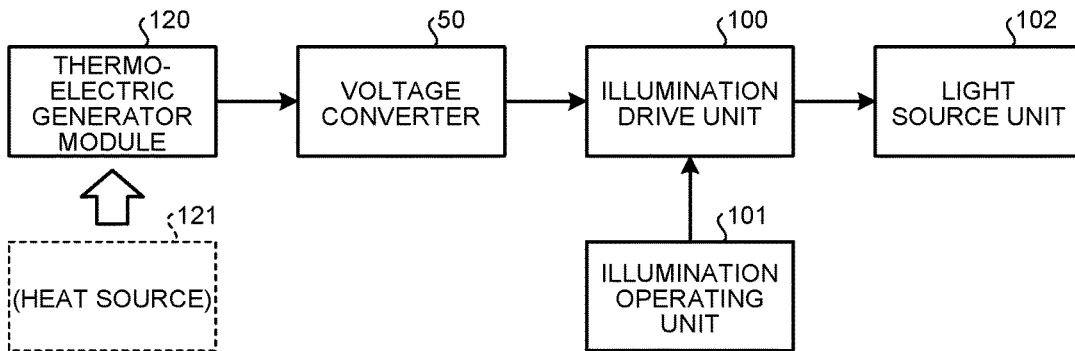 120
50
100
102
THERMO-
ELECTRIC
GENERATOR
MODULE
VOLTAGE
CONVERTER
ILLUMINATION
DRIVE UNIT
LIGHT
SOURCE UNIT
121
101
(HEAT SOURCE)
ILLUMINATION
OPERATING
UNIT